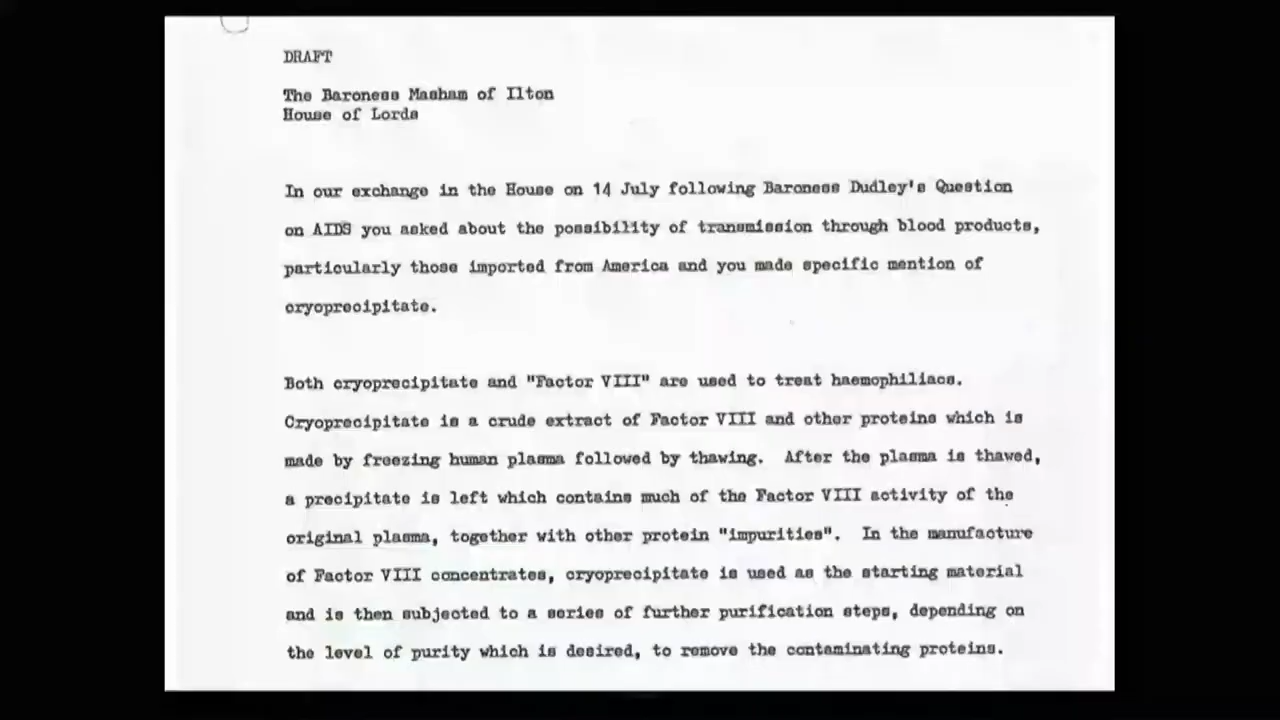 DRAFT
The Baroness Masham of Ilton
House of Lords
In our exchange in the House on 14 July following Baroness Dudley's Question
on AIDS you asked about the possibility of transmission through blood products,
particularly those imported from America and you made specific mention of
cryoprecipitate.
Both cryoprecipitate and "Factor VIII" are used to treat haemophiliacs.
Cryoprecipitate is a crude extract of Factor VIII and other proteins which is
made by freezing human plasma followed by thawing. After the plasma is thawed,
a precipitate is left which contains much of the Factor VIII activity of the
original plasma, together with other protein "impurities". In the manufacture
of Factor VIII concentrates, cryoprecipitate is used as the starting material
and is then subjected to a series of further purification steps, depending on
the level of purity which is desired, to remove the contaminating proteins.